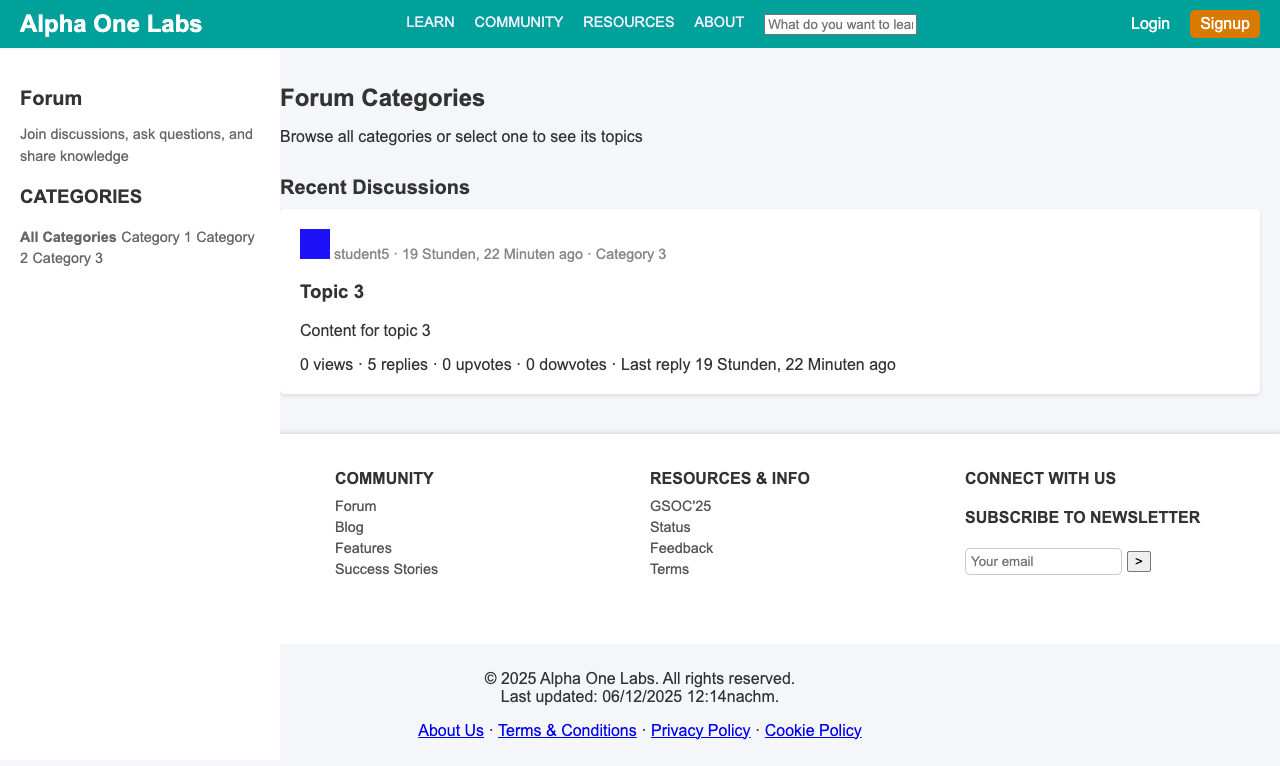 Alpha One Labs
LEARN COMMUNITY RESOURCES ABOUT What do you want to lear
Login Signup
Forum
Join discussions, ask questions, and
share knowledge
CATEGORIES
All Categories Category 1 Category
2 Category 3
Forum Categories
Browse all categories or select one to see its topics
Recent Discussions
student5 · 19 Stunden, 22 Minuten ago · Category 3
Topic 3
Content for topic 3
0 views · 5 replies · 0 upvotes · 0 dowvotes · Last reply 19 Stunden, 22 Minuten ago
COMMUNITY
Forum
Blog
Features
Success Stories
RESOURCES & INFO
GSOC'25
Status
Feedback
Terms
CONNECT WITH US
SUBSCRIBE TO NEWSLETTER
Your email >
© 2025 Alpha One Labs. All rights reserved.
Last updated: 06/12/2025 12:14nachm.
About Us · Terms & Conditions · Privacy Policy · Cookie Policy